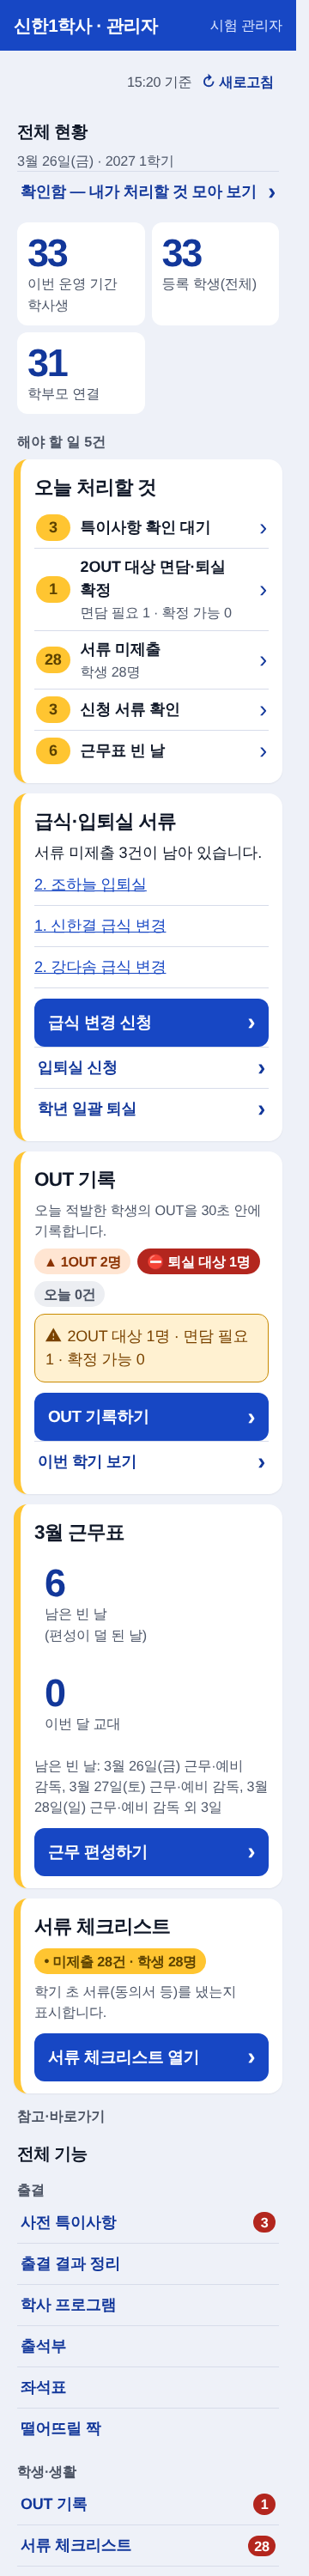 신한1학사 · 관리자
시험 관리자
15:20 기준 ↻ 새로고침
전체 현황
3월 26일(금) · 2027 1학기
확인함 — 내가 처리할 것 모아 보기 ›
33
이번 운영 기간
학사생
33
등록 학생(전체)
31
학부모 연결
해야 할 일 5건
오늘 처리할 것
3 특이사항 확인 대기 ›
1 2OUT 대상 면담·퇴실
확정
면담 필요 1 · 확정 가능 0 ›
28 서류 미제출
학생 28명 ›
3 신청 서류 확인 ›
6 근무표 빈 날 ›
급식·입퇴실 서류
서류 미제출 3건이 남아 있습니다.
2. 조하늘 입퇴실
1. 신한결 급식 변경
2. 강다솜 급식 변경
급식 변경 신청 ›
입퇴실 신청 ›
학년 일괄 퇴실 ›
OUT 기록
오늘 적발한 학생의 OUT을 30초 안에
기록합니다.
▲ 1OUT 2명 ⛔ 퇴실 대상 1명
오늘 0건
⚠ 2OUT 대상 1명 · 면담 필요
1 · 확정 가능 0
OUT 기록하기 ›
이번 학기 보기 ›
3월 근무표
6
남은 빈 날
(편성이 덜 된 날)
0
이번 달 교대
남은 빈 날: 3월 26일(금) 근무·예비
감독, 3월 27일(토) 근무·예비 감독, 3월
28일(일) 근무·예비 감독 외 3일
근무 편성하기 ›
서류 체크리스트
• 미제출 28건 · 학생 28명
학기 초 서류(동의서 등)를 냈는지
표시합니다.
서류 체크리스트 열기 ›
참고·바로가기
전체 기능
출결
사전 특이사항 3
출결 결과 정리
학사 프로그램
출석부
좌석표
떨어뜨릴 짝
학생·생활
OUT 기록 1
서류 체크리스트 28